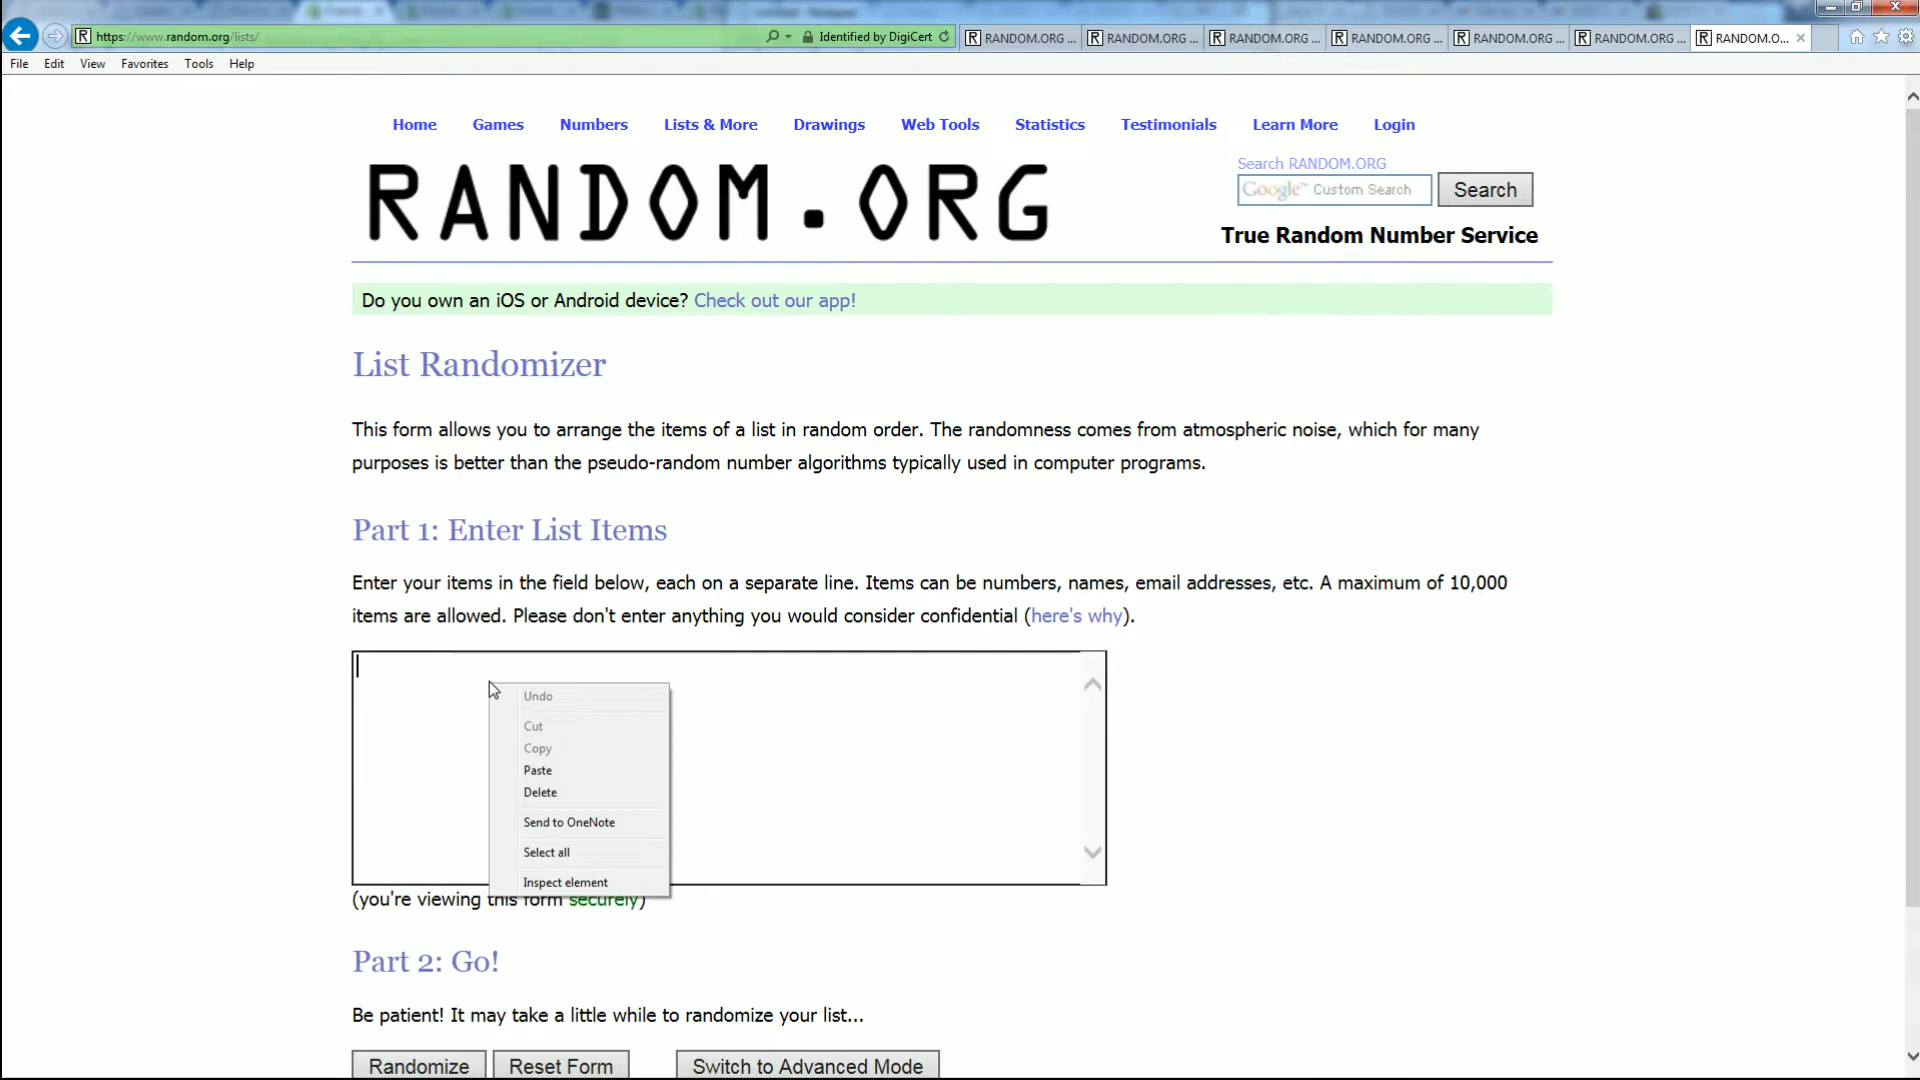 https://www.random.org/lists/
Identified by DigiCert
RANDOM.ORG ...
RANDOM.ORG ...
RANDOM.ORG ...
RANDOM.ORG ...
RANDOM.ORG ...
RANDOM.ORG ...
RANDOM.O...
File Edit View Favorites Tools Help
Home Games Numbers Lists & More Drawings Web Tools Statistics Testimonials Learn More Login
RANDOM.ORG
Search RANDOM.ORG
Google™ Custom Search
Search
True Random Number Service
Do you own an iOS or Android device? Check out our app!
List Randomizer
This form allows you to arrange the items of a list in random order. The randomness comes from atmospheric noise, which for many
purposes is better than the pseudo-random number algorithms typically used in computer programs.
Part 1: Enter List Items
Enter your items in the field below, each on a separate line. Items can be numbers, names, email addresses, etc. A maximum of 10,000
items are allowed. Please don't enter anything you would consider confidential (here's why).
Undo
Cut
Copy
Paste
Delete
Send to OneNote
Select all
Inspect element
(you're viewing this form securely)
Part 2: Go!
Be patient! It may take a little while to randomize your list...
Randomize Reset Form Switch to Advanced Mode